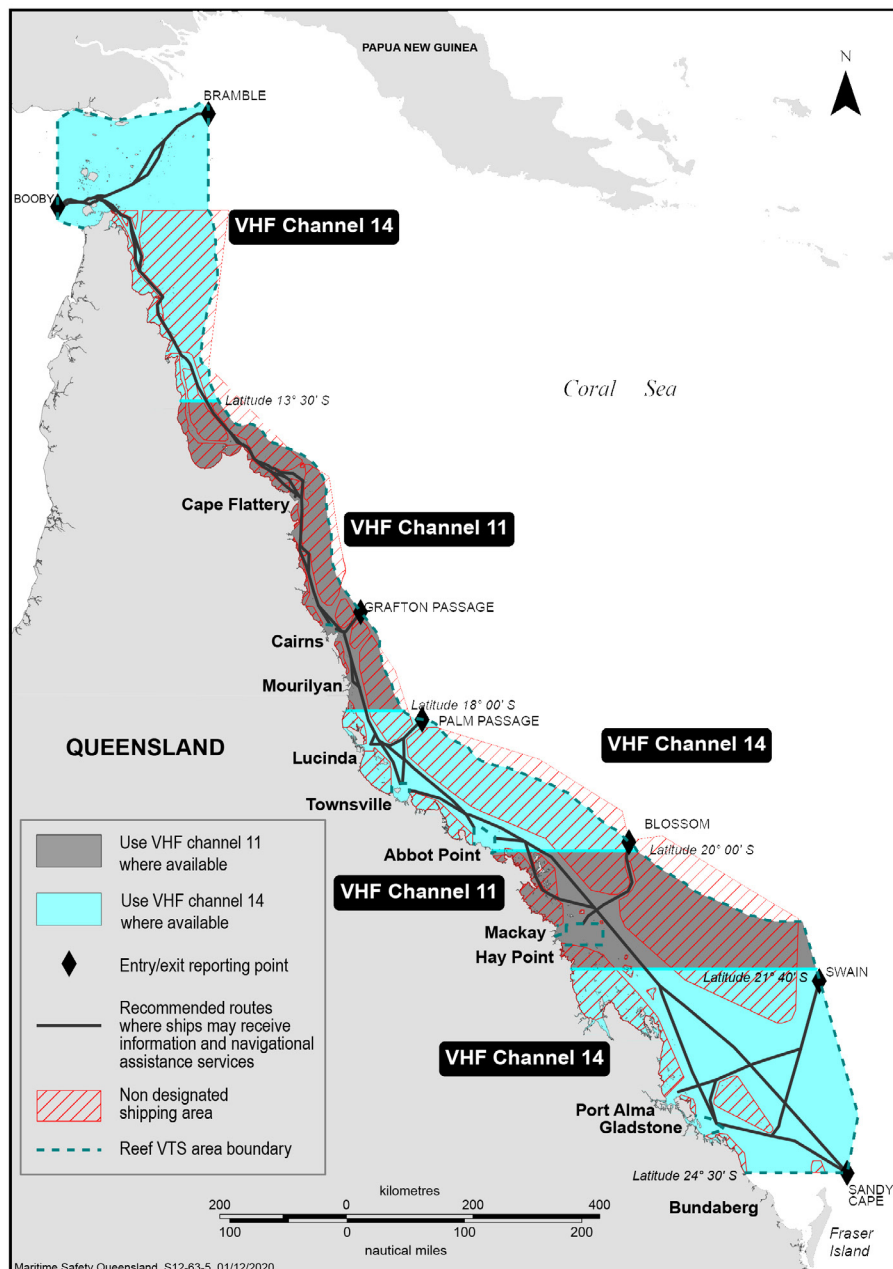 PAPUA NEW GUINEA
N
BRAMBLE
BOOBY
VHF Channel 14
Coral Sea
Latitude 13° 30' S
Cape Flattery
VHF Channel 11
GRAFTON PASSAGE
Cairns
Mourilyan
Latitude 18° 00' S
PALM PASSAGE
QUEENSLAND
VHF Channel 14
Lucinda
Townsville
BLOSSOM
Latitude 20° 00' S
Abbot Point
VHF Channel 11
Mackay
Hay Point
Latitude 21° 40' S
SWAIN
VHF Channel 14
Port Alma
Gladstone
Latitude 24° 30' S
SANDY
CAPE
Bundaberg
Fraser
Island
Use VHF channel 11
where available
Use VHF channel 14
where available
Entry/exit reporting point
Recommended routes
where ships may receive
information and navigational
assistance services
Non designated
shipping area
Reef VTS area boundary
kilometres
200 0 200 400
100 0 100 200
nautical miles
Maritime Safety Queensland S12-63-5 01/12/2020